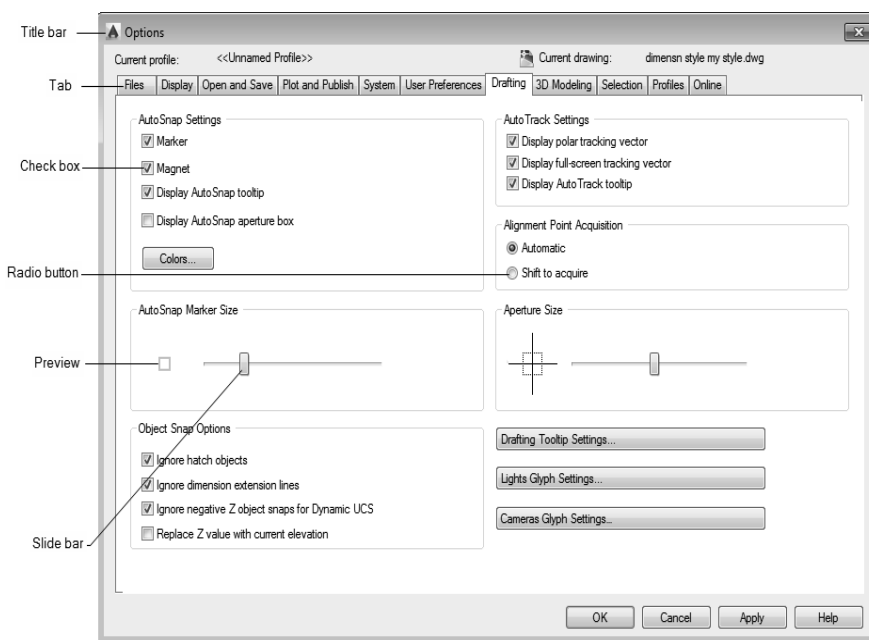 Title bar
Options
Current profile: <<Unnamed Profile>> Current drawing: dimensn style my style.dwg
Tab
Files Display Open and Save Plot and Publish System User Preferences Drafting 3D Modeling Selection Profiles Online
AutoSnap Settings
Marker
Check box
Magnet
Display AutoSnap tooltip
Display AutoSnap aperture box
Colors...
AutoTrack Settings
Display polar tracking vector
Display full-screen tracking vector
Display AutoTrack tooltip
Alignment Point Acquisition
Automatic
Radio button
Shift to acquire
AutoSnap Marker Size
Aperture Size
Preview
Object Snap Options
Ignore hatch objects
Ignore dimension extension lines
Ignore negative Z object snaps for Dynamic UCS
Replace Z value with current elevation
Slide bar
Drafting Tooltip Settings...
Lights Glyph Settings...
Cameras Glyph Settings...
OK Cancel Apply Help